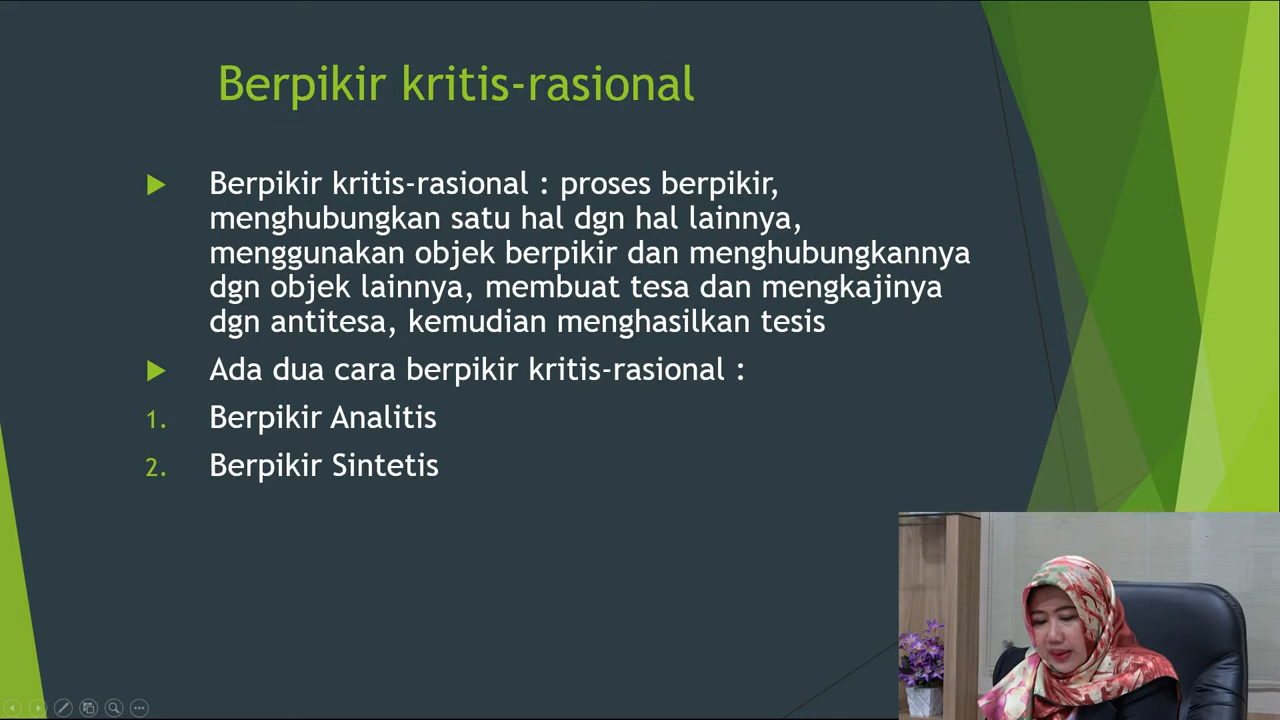 Berpikir kritis-rasional
Berpikir kritis-rasional : proses berpikir,
menghubungkan satu hal dgn hal lainnya,
menggunakan objek berpikir dan menghubungkannya
dgn objek lainnya, membuat tesa dan mengkajinya
dgn antitesa, kemudian menghasilkan tesis
Ada dua cara berpikir kritis-rasional :
1. Berpikir Analitis
2. Berpikir Sintetis